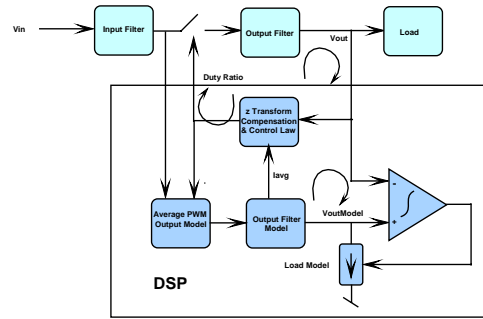 Vin
Input Filter
Output Filter
Vout
Load
Duty Ratio
z Transform
Compensation
& Control Law
Iavg
-
Average PWM
Output Model
Output Filter
Model
VoutModel
+
Load Model
DSP